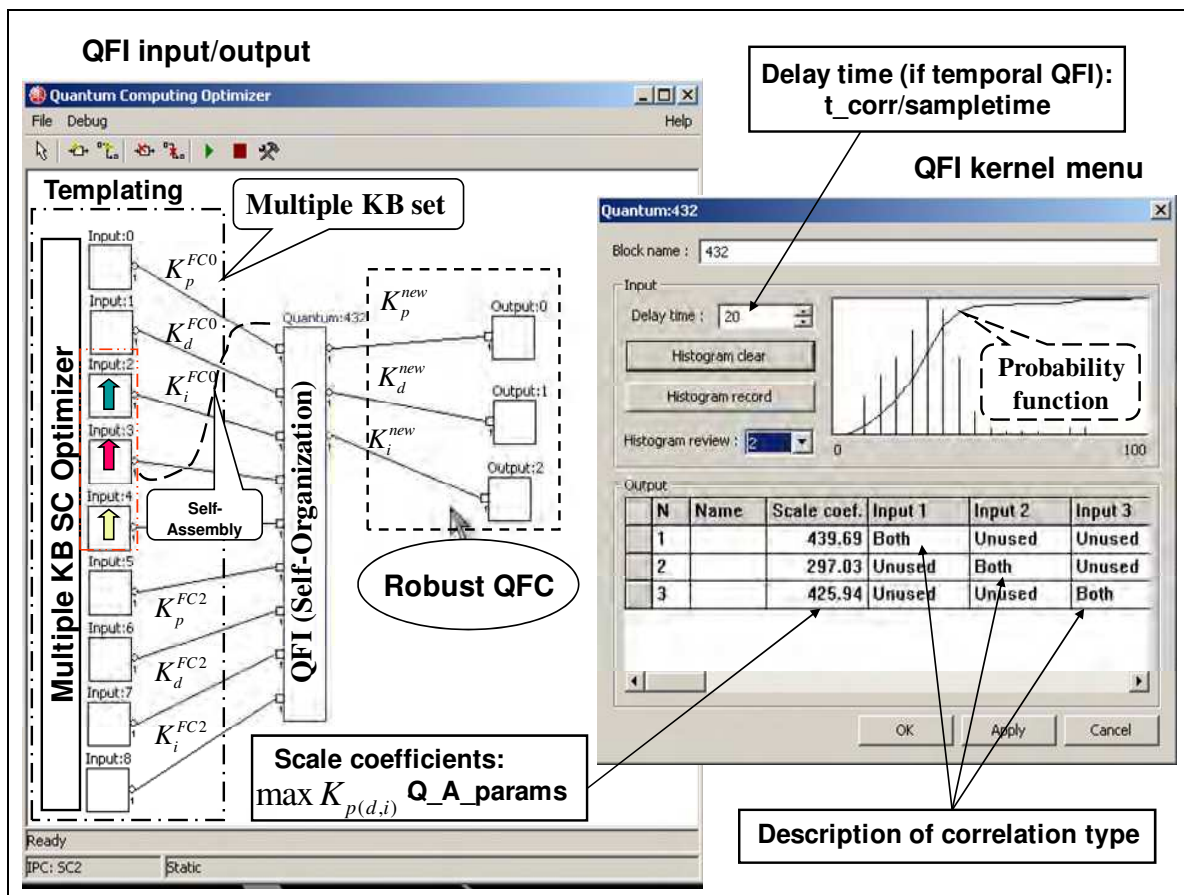 QFI input/output
Quantum Computing Optimizer
File Debug Help
Templating
Multiple KB set
Multiple KB SC Optimizer
Input:0
K_p^{FC0}
Input:1
K_d^{FC0}
Input:2
K_i^{FC0}
Input:3
Input:4
Self-
Assembly
Input:5
K_p^{FC2}
Input:6
K_d^{FC2}
Input:7
K_i^{FC2}
Input:8
Quantum:432
QFI (Self-Organization)
K_p^{new}
Output:0
K_d^{new}
Output:1
K_i^{new}
Output:2
Robust QFC
Scale coefficients:
max K_{p(d,i)} Q_A_params
Ready
IPC: SC2 Static
Delay time (if temporal QFI):
t_corr/sampletime
QFI kernel menu
Quantum:432
Block name : 432
Input
Delay time : 20
Histogram clear
Histogram record
Histogram review : 2
0 100
Probability
function
Output
N Name Scale coef. Input 1 Input 2 Input 3
1 439.69 Both Unused Unused
2 297.03 Unused Both Unused
3 425.94 Unused Unused Both
OK Apply Cancel
Description of correlation type